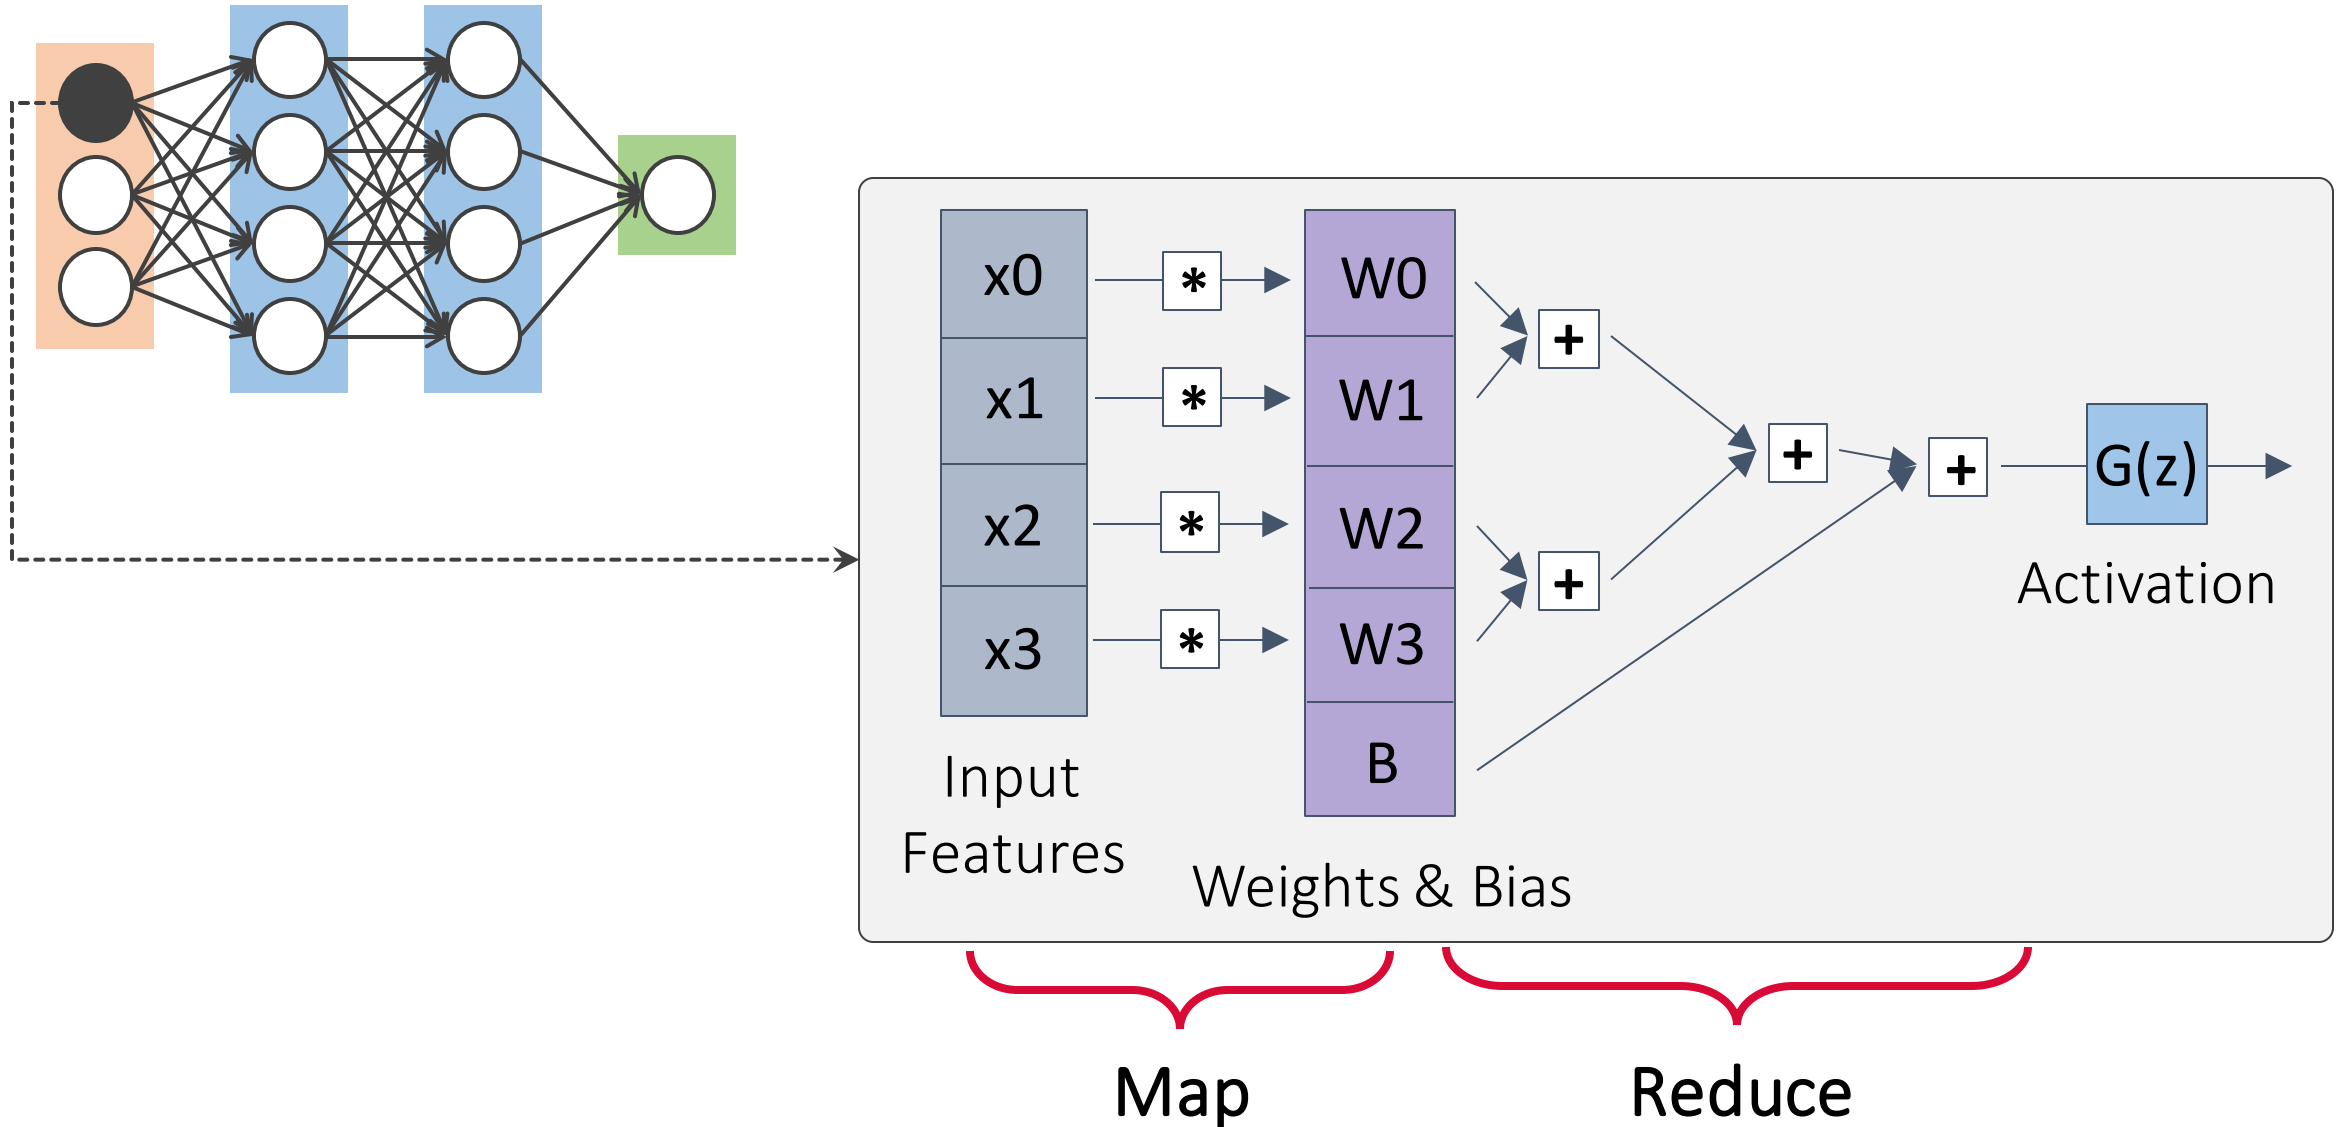 x0 * W0
+
x1 * W1
+ + G(z)
x2 * W2
+
Activation
x3 * W3
B
Input
Features
Weights & Bias
Map Reduce